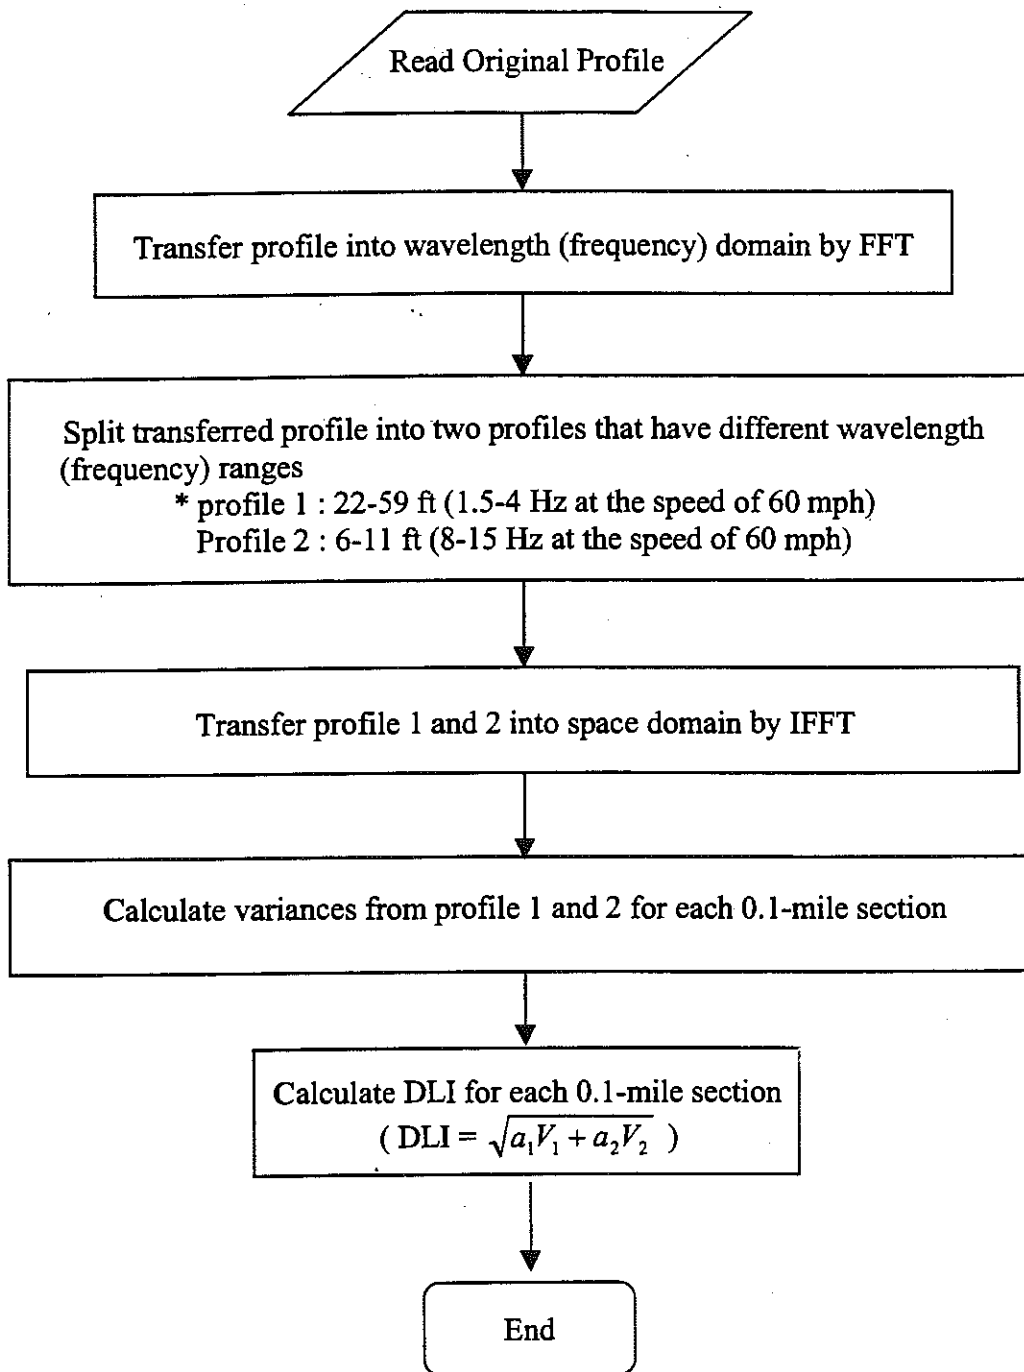 Read Original Profile
Transfer profile into wavelength (frequency) domain by FFT
Split transferred profile into two profiles that have different wavelength
(frequency) ranges
* profile 1 : 22-59 ft (1.5-4 Hz at the speed of 60 mph)
Profile 2 : 6-11 ft (8-15 Hz at the speed of 60 mph)
Transfer profile 1 and 2 into space domain by IFFT
Calculate variances from profile 1 and 2 for each 0.1-mile section
Calculate DLI for each 0.1-mile section
( DLI = √(a₁V₁ + a₂V₂) )
End